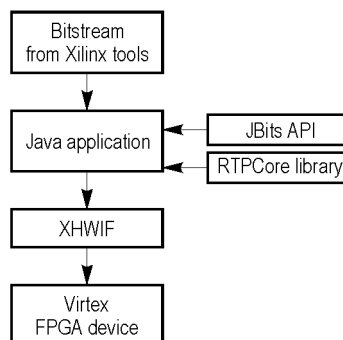 Bitstream
from Xilinx tools
Java application
JBits API
RTPCore library
XHWIF
Virtex
FPGA device